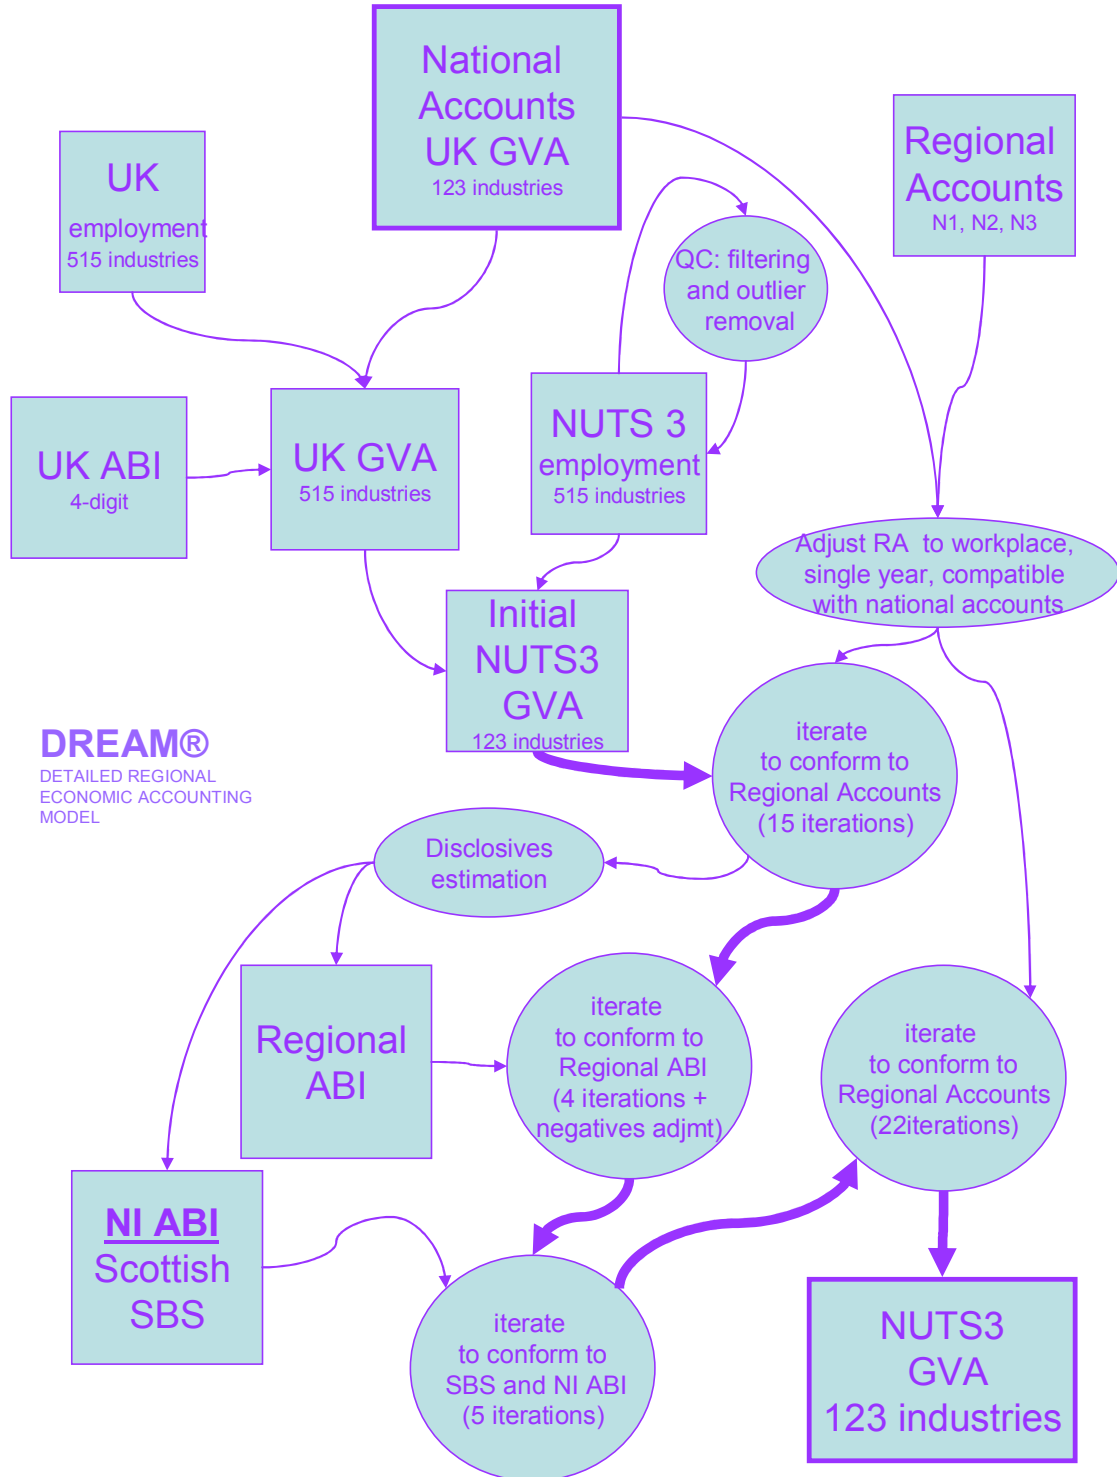 National
Accounts
UK GVA
123 industries
UK
employment
515 industries
Regional
Accounts
N1, N2, N3
QC: filtering
and outlier
removal
UK ABI
4-digit
UK GVA
515 industries
NUTS 3
employment
515 industries
Adjust RA to workplace,
single year, compatible
with national accounts
Initial
NUTS3
GVA
123 industries
DREAM®
DETAILED REGIONAL
ECONOMIC ACCOUNTING
MODEL
iterate
to conform to
Regional Accounts
(15 iterations)
Disclosives
estimation
Regional
ABI
iterate
to conform to
Regional ABI
(4 iterations +
negatives adjmt)
iterate
to conform to
Regional Accounts
(22iterations)
NI ABI
Scottish
SBS
iterate
to conform to
SBS and NI ABI
(5 iterations)
NUTS3
GVA
123 industries